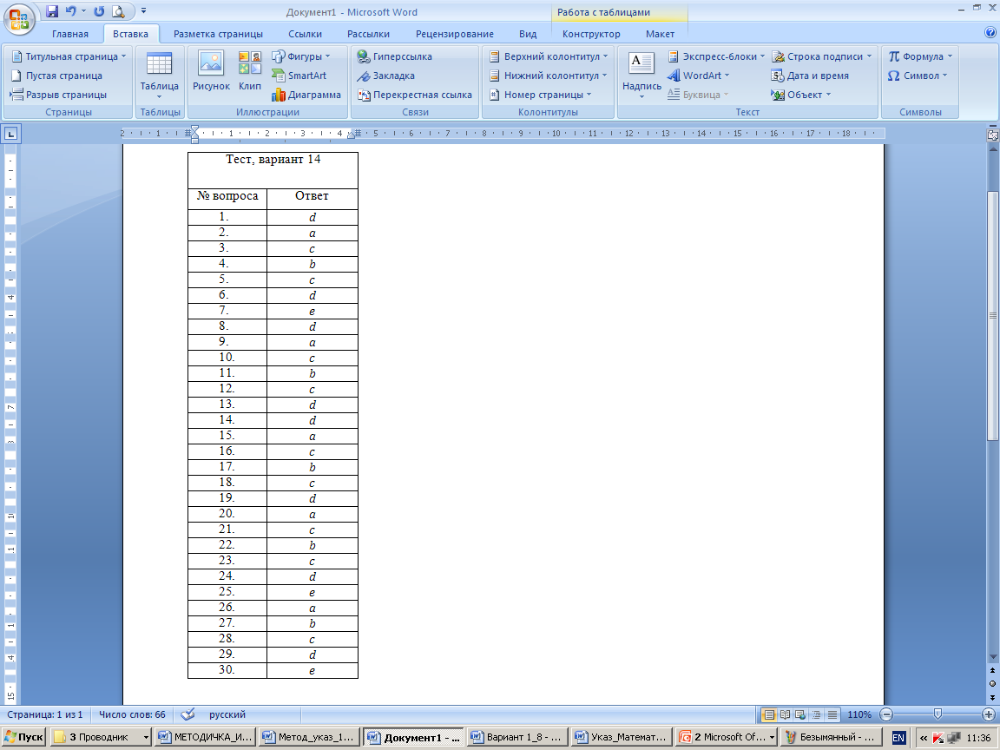 Документ1 - Microsoft Word
Работа с таблицами
Главная Вставка Разметка страницы Ссылки Рассылки Рецензирование Вид Конструктор Макет
Титульная страница
Пустая страница
Разрыв страницы
Страницы
Таблица
Таблицы
Рисунок
Клип
Фигуры
SmartArt
Диаграмма
Иллюстрации
Гиперссылка
Закладка
Перекрестная ссылка
Связи
Верхний колонтитул
Нижний колонтитул
Номер страницы
Колонтитулы
Надпись
Экспресс-блоки
WordArt
Буквица
Строка подписи
Дата и время
Объект
Текст
Формула
Символ
Символы
2 1 1 2 3 4 5 6 7 8 9 10 11 12 13 14 15 16 17 18
Тест, вариант 14
№ вопроса Ответ
1. d
2. a
3. c
4. b
5. c
6. d
7. e
8. d
9. a
10. c
11. b
12. c
13. d
14. d
15. a
16. c
17. b
18. c
19. d
20. a
21. c
22. b
23. c
24. d
25. e
26. a
27. b
28. c
29. d
30. e
Страница: 1 из 1 Число слов: 66 русский 110%
Пуск 3 Проводник МЕТОДИЧКА_И... Метод_указ_1... Документ1 - ... Вариант 1_8 - ... Указ_Математ... 2 Microsoft Of... Безымянный - ... EN « 11:36